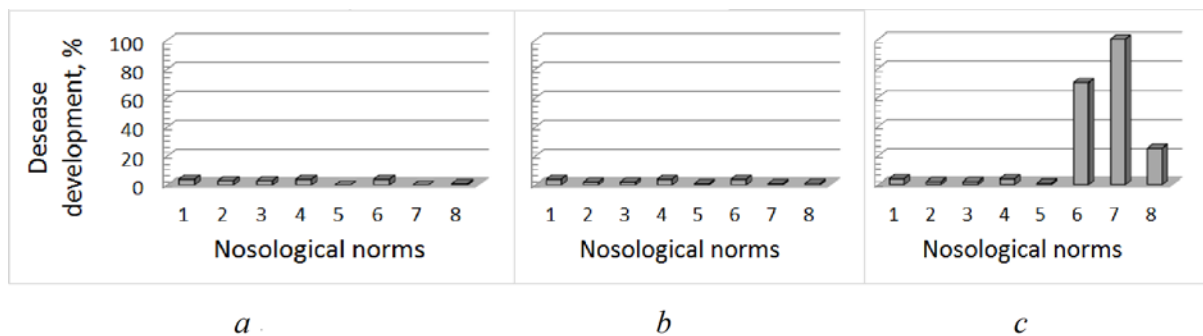 Desease
development, %
100
80
60
40
20
0
1 2 3 4 5 6 7 8
Nosological norms
1 2 3 4 5 6 7 8
Nosological norms
1 2 3 4 5 6 7 8
Nosological norms
a
b
c